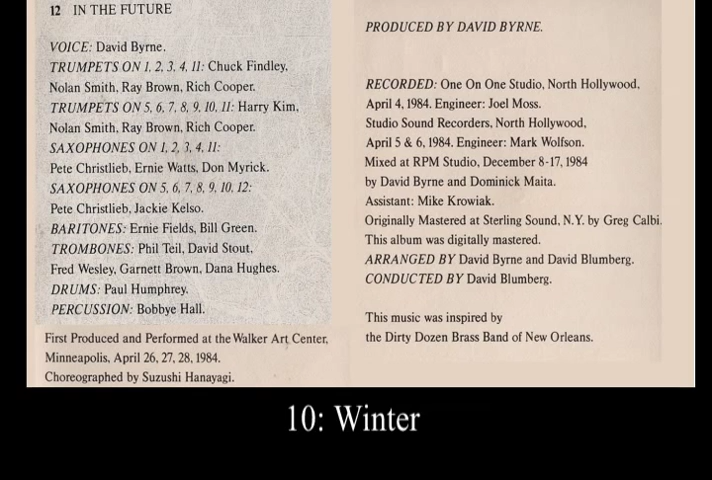 12 IN THE FUTURE
VOICE: David Byrne.
TRUMPETS ON 1, 2, 3, 4, 11: Chuck Findley,
Nolan Smith, Ray Brown, Rich Cooper.
TRUMPETS ON 5, 6, 7, 8, 9, 10, 11: Harry Kim,
Nolan Smith, Ray Brown, Rich Cooper.
SAXOPHONES ON 1, 2, 3, 4, 11:
Pete Christlieb, Ernie Watts, Don Myrick.
SAXOPHONES ON 5, 6, 7, 8, 9, 10, 12:
Pete Christlieb, Jackie Kelso.
BARITONES: Ernie Fields, Bill Green.
TROMBONES: Phil Teil, David Stout,
Fred Wesley, Garnett Brown, Dana Hughes.
DRUMS: Paul Humphrey.
PERCUSSION: Bobbye Hall.
First Produced and Performed at the Walker Art Center,
Minneapolis, April 26, 27, 28, 1984.
Choreographed by Suzushi Hanayagi.
PRODUCED BY DAVID BYRNE.
RECORDED: One On One Studio, North Hollywood,
April 4, 1984. Engineer: Joel Moss.
Studio Sound Recorders, North Hollywood,
April 5 & 6, 1984. Engineer: Mark Wolfson.
Mixed at RPM Studio, December 8-17, 1984
by David Byrne and Dominick Maita.
Assistant: Mike Krowiak.
Originally Mastered at Sterling Sound, N.Y. by Greg Calbi.
This album was digitally mastered.
ARRANGED BY David Byrne and David Blumberg.
CONDUCTED BY David Blumberg.
This music was inspired by
the Dirty Dozen Brass Band of New Orleans.
10: Winter